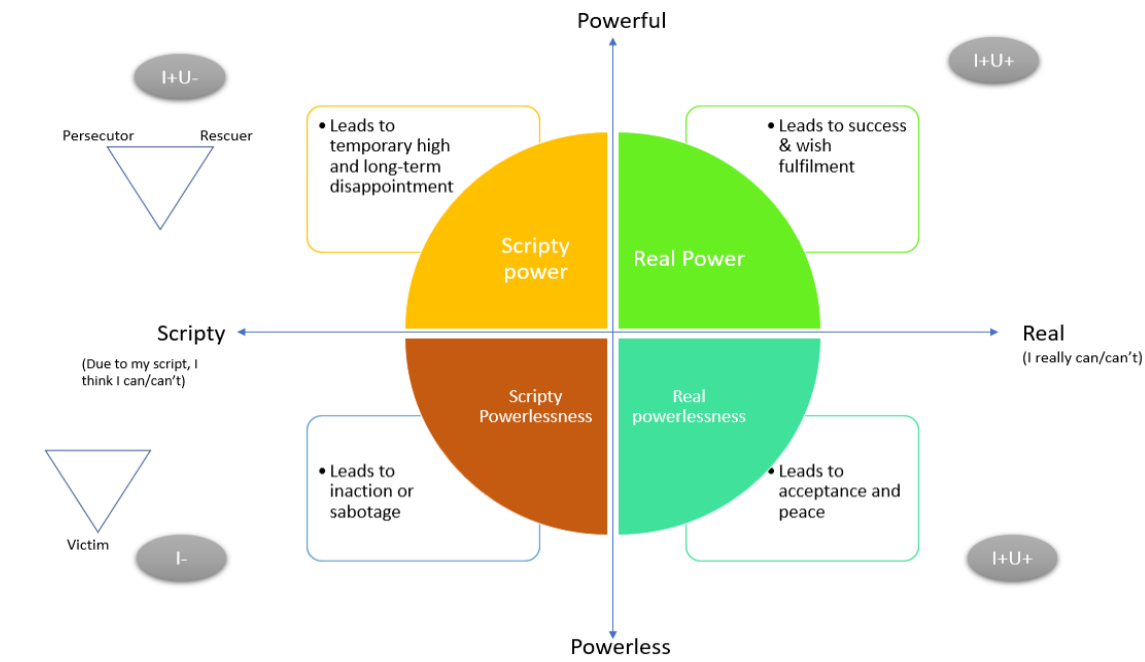 Powerful
I+U-
I+U+
Persecutor
Rescuer
• Leads to
temporary high
and long-term
disappointment
• Leads to success
& wish
fulfilment
Scripty
power
Real Power
Scripty
(Due to my script, I
think I can/can't)
Real
(I really can/can't)
Scripty
Powerlessness
Real
powerlessness
• Leads to
inaction or
sabotage
• Leads to
acceptance and
peace
Victim
I-
I+U+
Powerless